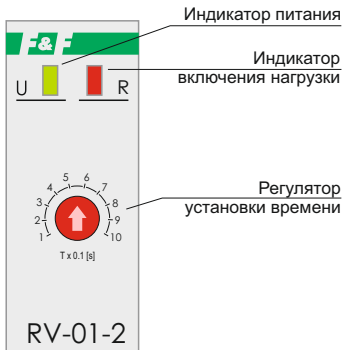 Индикатор питания
F&F
Индикатор
включения нагрузки
U R
5 6
4 7
3 8
2 9
1 10
T x 0.1 [s]
Регулятор
установки времени
RV-01-2